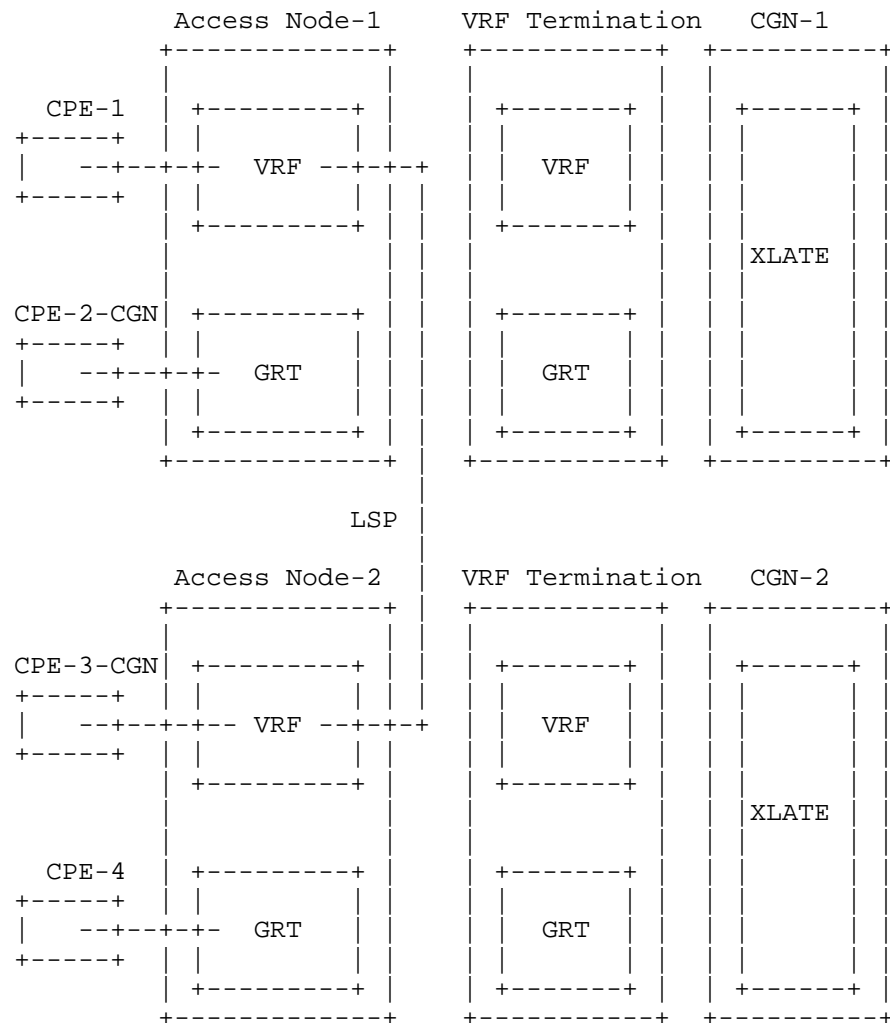 Access Node-1 VRF Termination CGN-1
CPE-1
VRF VRF
XLATE
CPE-2-CGN
GRT GRT
LSP
Access Node-2 VRF Termination CGN-2
CPE-3-CGN
VRF VRF
XLATE
CPE-4
GRT GRT